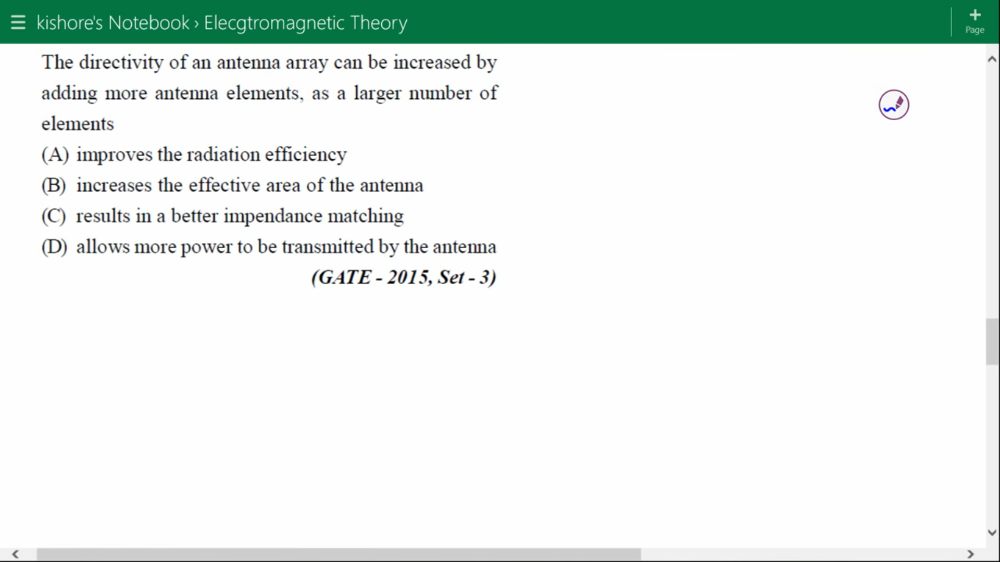 kishore's Notebook › Elecgtromagnetic Theory
+
Page
The directivity of an antenna array can be increased by
adding more antenna elements, as a larger number of
elements
(A) improves the radiation efficiency
(B) increases the effective area of the antenna
(C) results in a better impendance matching
(D) allows more power to be transmitted by the antenna
(GATE - 2015, Set - 3)